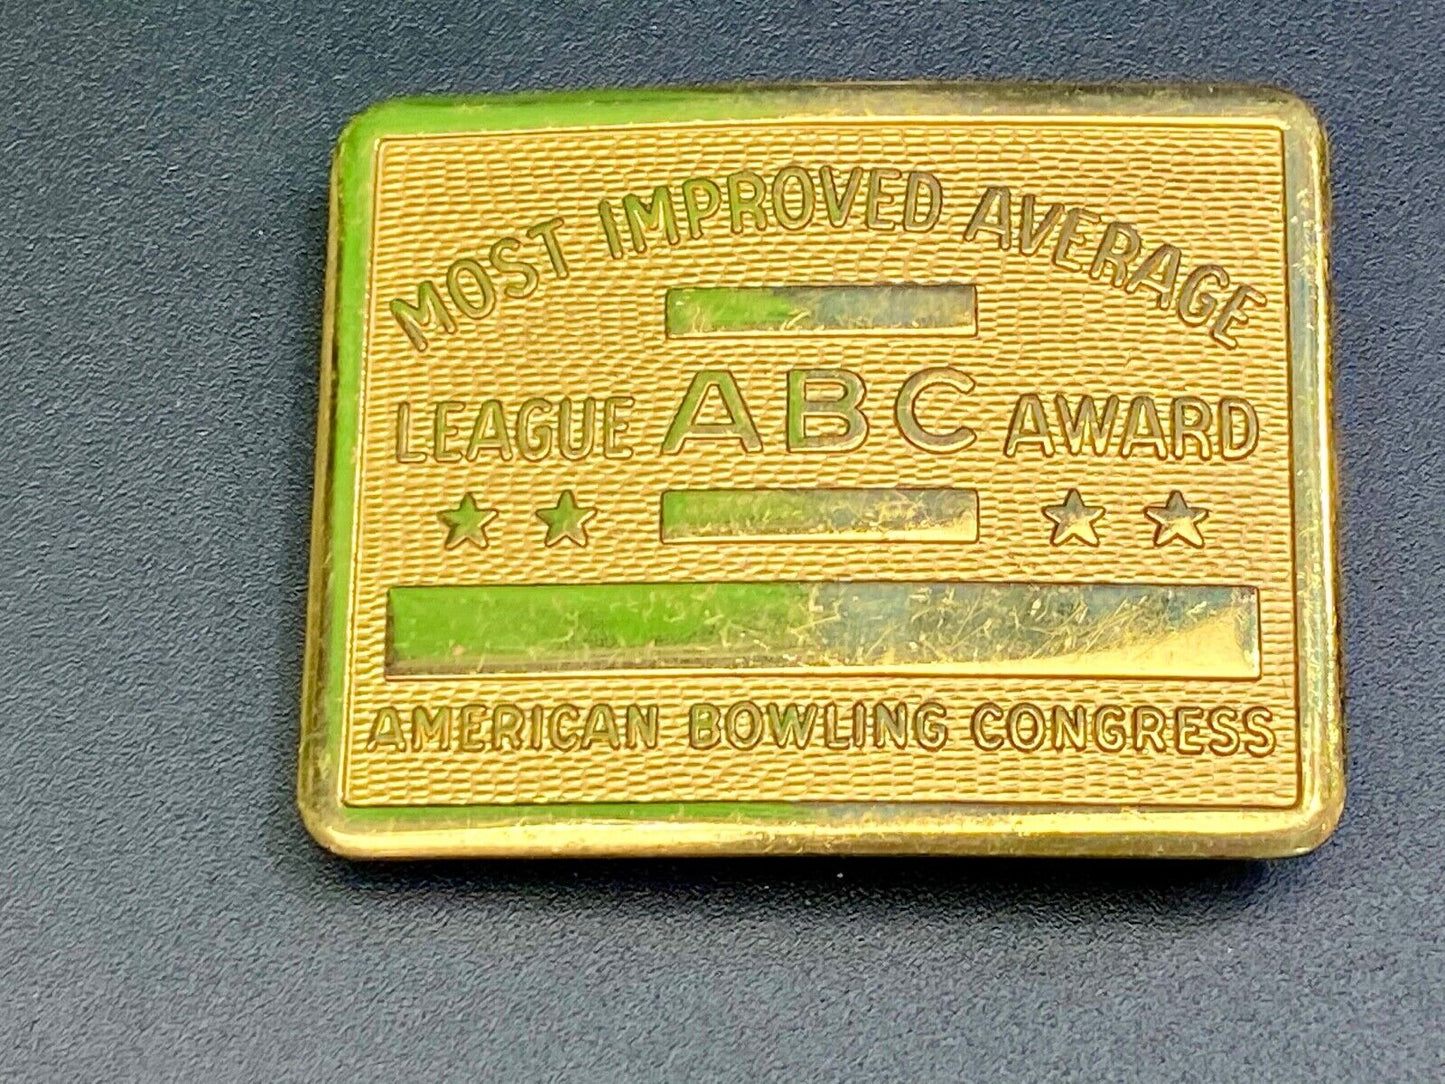 MOST IMPROVED AVERAGE
LEAGUE ABC AWARD
AMERICAN BOWLING CONGRESS